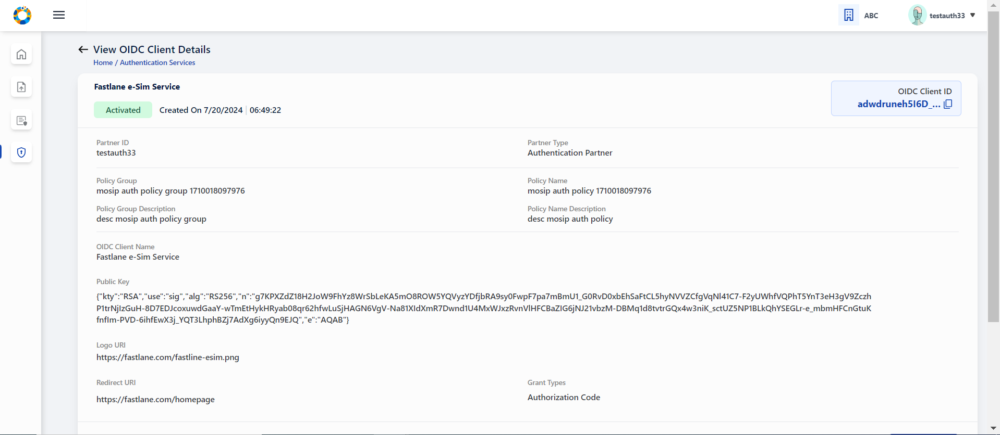 ABC
testauth33
View OIDC Client Details
Home / Authentication Services
Fastlane e-Sim Service
OIDC Client ID
adwdruneh5I6D_...
Activated
Created On 7/20/2024 | 06:49:22
Partner ID
testauth33
Partner Type
Authentication Partner
Policy Group
mosip auth policy group 1710018097976
Policy Name
mosip auth policy 1710018097976
Policy Group Description
desc mosip auth policy group
Policy Name Description
desc mosip auth policy
OIDC Client Name
Fastlane e-Sim Service
Public Key
{"kty":"RSA","use":"sig","alg":"RS256","n":"g7KPXZdZ18H2JoW9FhYz8WrSbLeKA5mO8ROW5YQVyzYDfjbRA9sy0FwpF7pa7mBmU1_G0RvD0xbEhSaFtCL5hyNVVZCfgVqNl41C7-F2yUWhfVQPhT5YnT3eH3gV9Zczh
P1trNjIzGuH-8D7EDJcoxuwdGaaY-wTmEtHykHRyab08qr62hfwLuSjHAGN6VgV-Na81XIdXmR7Dwnd1U4MxWJxzRvnVlHFCBaZIG6jNJ21vbzM-DBMq1d8tvtrGQx4w3niK_sctUZ5NP1BLkQhYSEGLr-e_mbmHFCnGtuK
fnfIm-PVD-6ihfEwX3j_YQT3LhphBZj7AdXg6iyyQn9EJQ","e":"AQAB"}
Logo URI
https://fastlane.com/fastline-esim.png
Redirect URI
https://fastlane.com/homepage
Grant Types
Authorization Code